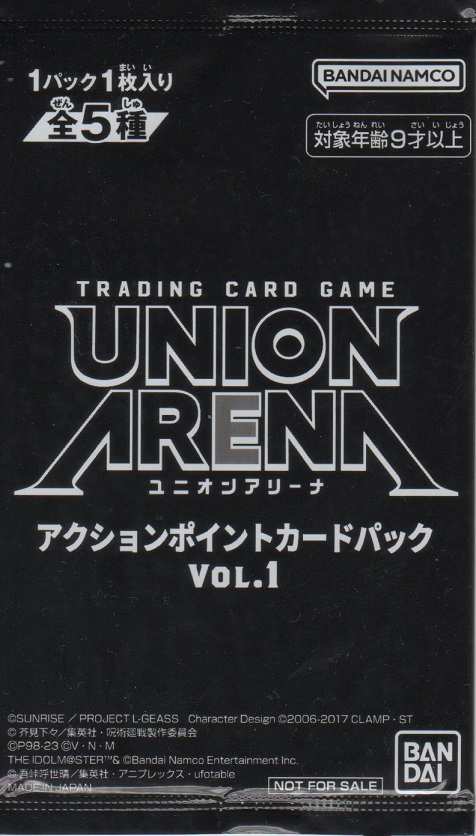 1パック1枚入り
全5種
BANDAI NAMCO
対象年齢9才以上
TRADING CARD GAME
UNION
ARENA
ユニオンアリーナ
アクションポイントカードパック
VOL.1
©SUNRISE／PROJECT L-GEASS Character Design ©2006-2017 CLAMP・ST
© 芥見下々／集英社・呪術廻戦製作委員会
©P98-23 ©V・N・M
THE IDOLM@STER™& ©Bandai Namco Entertainment Inc.
© 吾峠呼世晴／集英社・アニプレックス・ufotable
MADE IN JAPAN
NOT FOR SALE
BAN
DAI